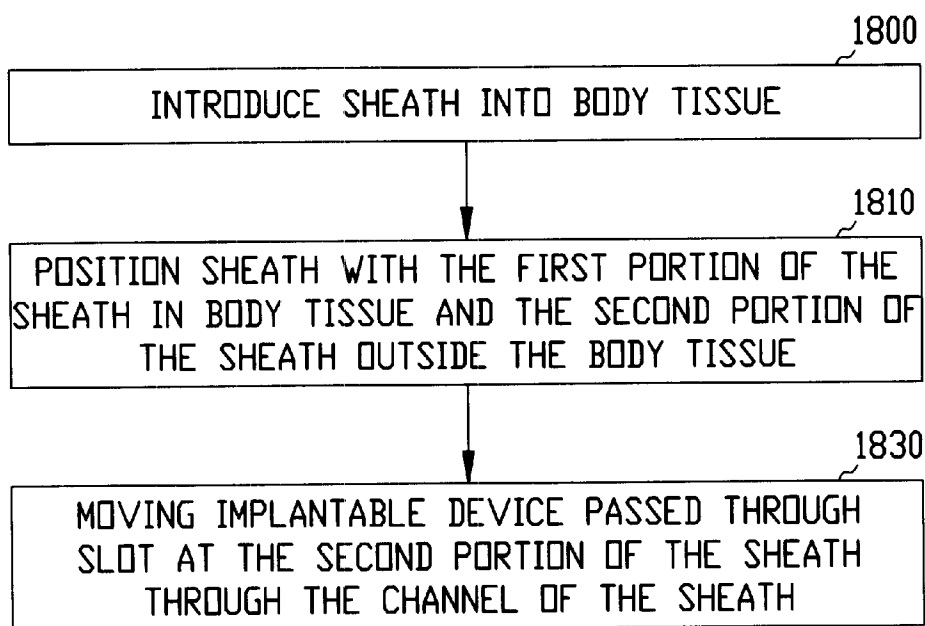 1800
INTRODUCE SHEATH INTO BODY TISSUE
1810
POSITION SHEATH WITH THE FIRST PORTION OF THE
SHEATH IN BODY TISSUE AND THE SECOND PORTION OF
THE SHEATH OUTSIDE THE BODY TISSUE
1830
MOVING IMPLANTABLE DEVICE PASSED THROUGH
SLOT AT THE SECOND PORTION OF THE SHEATH
THROUGH THE CHANNEL OF THE SHEATH